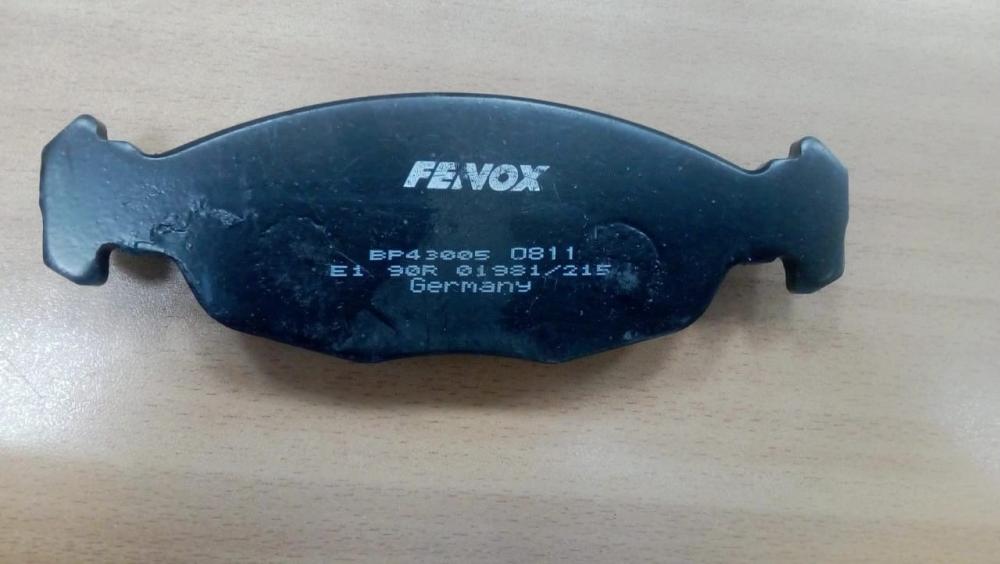 FENOX
BP43005 0811
E1 90R 01981/215
Germany